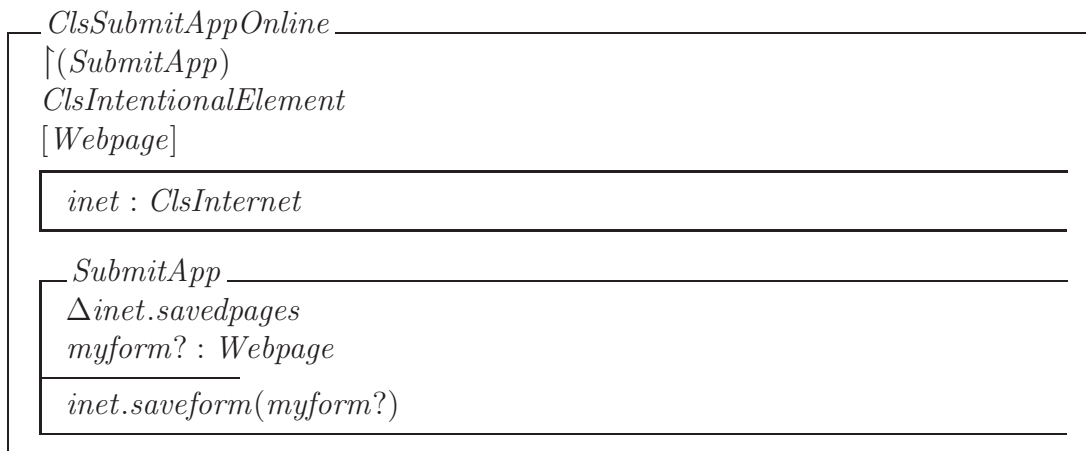 ClsSubmitAppOnline
↾(SubmitApp)
ClsIntentionalElement
[Webpage]
inet : ClsInternet
SubmitApp
Δinet.savedpages
myform? : Webpage
inet.saveform(myform?)